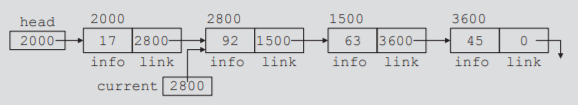 head 2000 2800 1500 3600
2000 17 2800 92 1500 63 3600 45 0
info link info link info link info link
current 2800